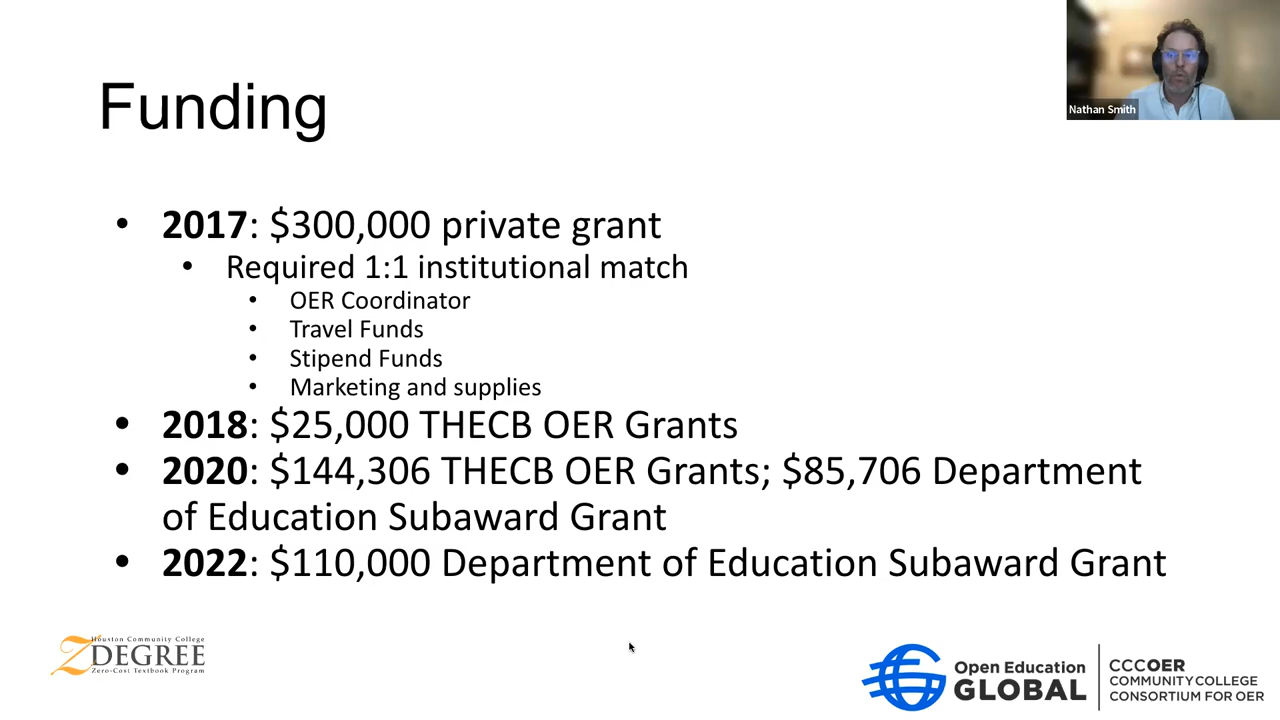 Funding
Nathan Smith
• 2017: $300,000 private grant
• Required 1:1 institutional match
• OER Coordinator
• Travel Funds
• Stipend Funds
• Marketing and supplies
• 2018: $25,000 THECB OER Grants
• 2020: $144,306 THECB OER Grants; $85,706 Department
of Education Subaward Grant
• 2022: $110,000 Department of Education Subaward Grant
Houston Community College
ZDEGREE
Zero-Cost Textbook Program
Open Education
GLOBAL
CCCOER
COMMUNITY COLLEGE
CONSORTIUM FOR OER